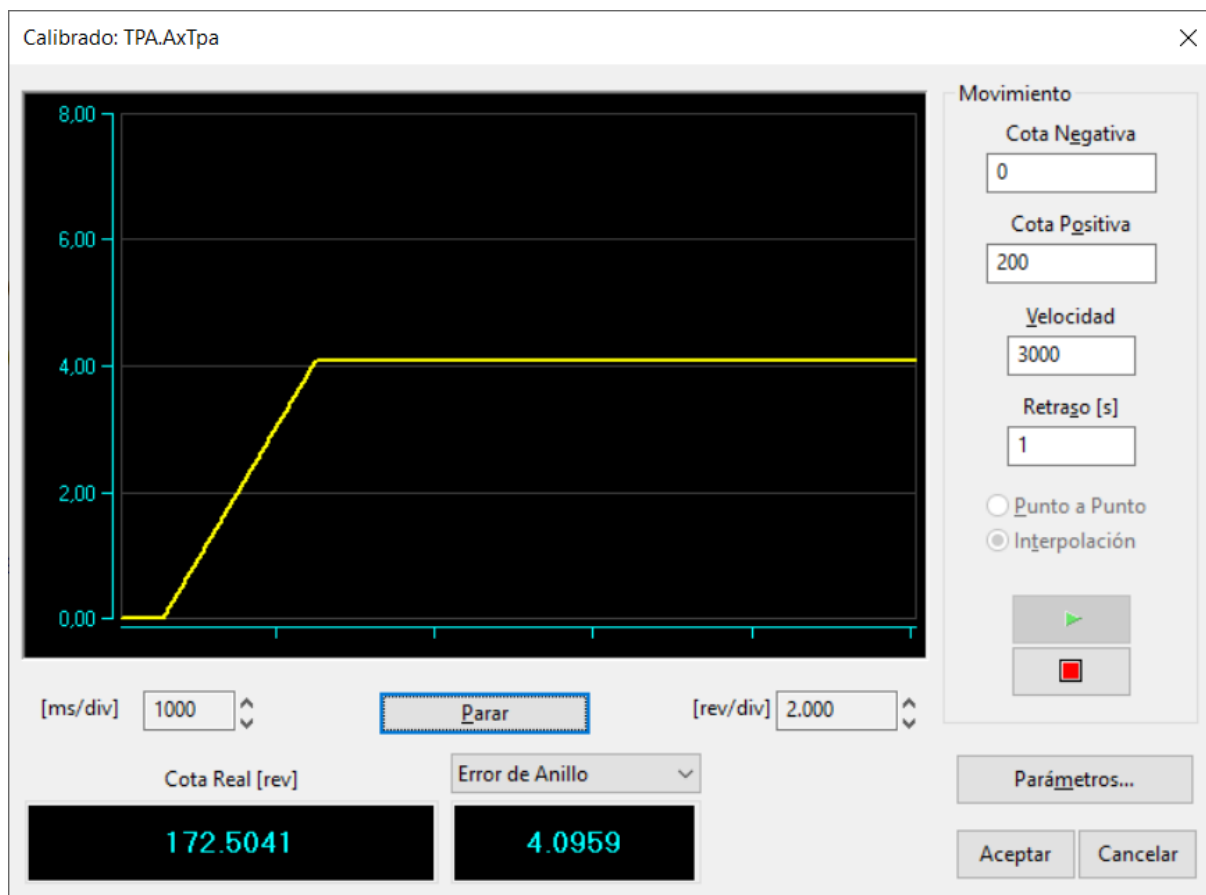 Calibrado: TPA.AxTpa
8,00
6,00
4,00
2,00
0,00
[ms/div]
1000
Parar
[rev/div]
2.000
Cota Real [rev]
Error de Anillo
172.5041
4.0959
Movimiento
Cota Negativa
0
Cota Positiva
200
Velocidad
3000
Retraso [s]
1
Punto a Punto
Interpolación
Parámetros...
Aceptar
Cancelar